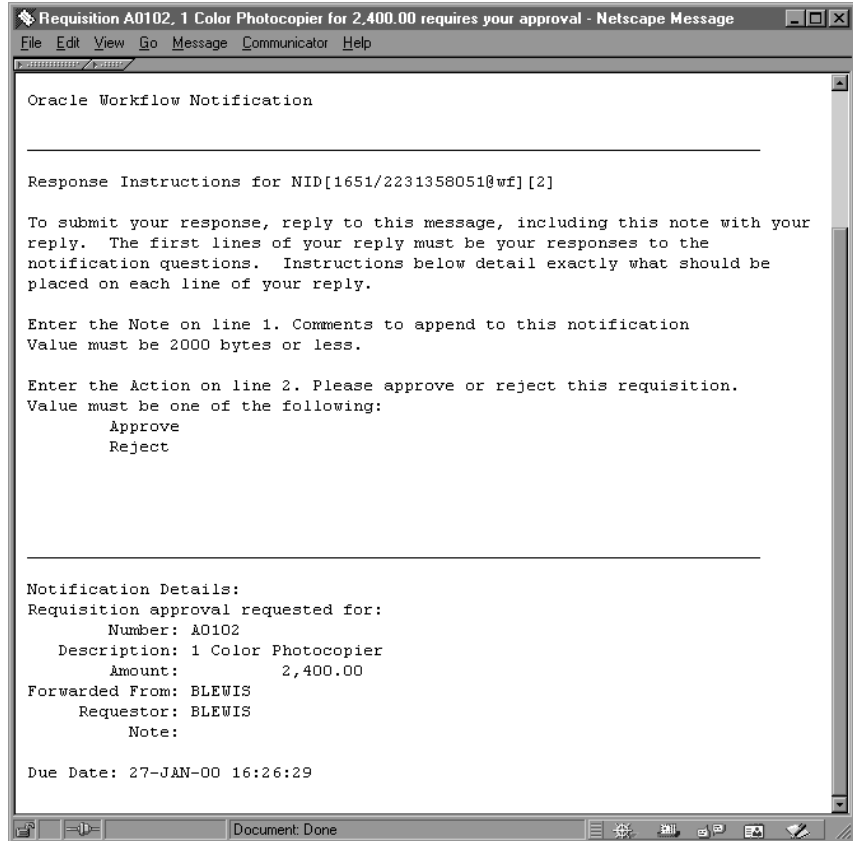 Requisition A0102, 1 Color Photocopier for 2,400.00 requires your approval - Netscape Message
File Edit View Go Message Communicator Help
Oracle Workflow Notification
Response Instructions for NID[1651/2231358051@wf][2]
To submit your response, reply to this message, including this note with your
reply. The first lines of your reply must be your responses to the
notification questions. Instructions below detail exactly what should be
placed on each line of your reply.
Enter the Note on line 1. Comments to append to this notification
Value must be 2000 bytes or less.
Enter the Action on line 2. Please approve or reject this requisition.
Value must be one of the following:
Approve
Reject
Notification Details:
Requisition approval requested for:
Number: A0102
Description: 1 Color Photocopier
Amount: 2,400.00
Forwarded From: BLEWIS
Requestor: BLEWIS
Note:
Due Date: 27-JAN-00 16:26:29
Document: Done